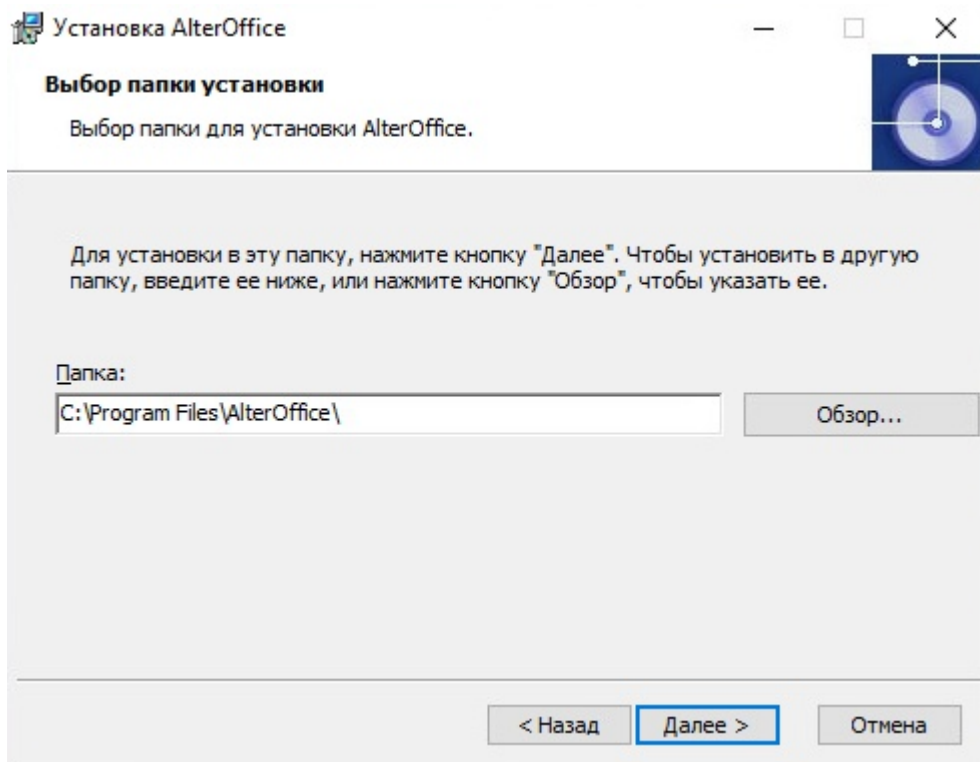 Установка AlterOffice
Выбор папки установки
Выбор папки для установки AlterOffice.
Для установки в эту папку, нажмите кнопку "Далее". Чтобы установить в другую
папку, введите ее ниже, или нажмите кнопку "Обзор", чтобы указать ее.
Папка:
C:\Program Files\AlterOffice\
Обзор...
< Назад
Далее >
Отмена